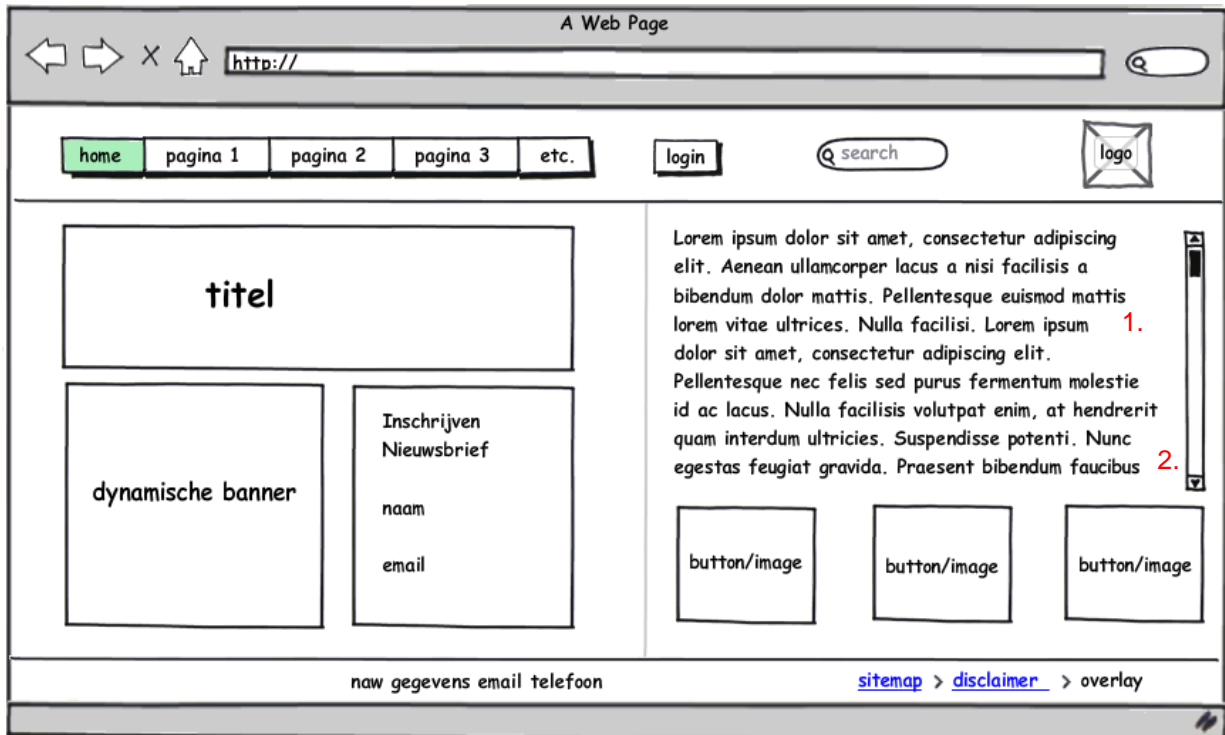 A Web Page
http://
home pagina 1 pagina 2 pagina 3 etc. login search logo
titel
dynamische banner
Inschrijven
Nieuwsbrief
naam
email
Lorem ipsum dolor sit amet, consectetur adipiscing
elit. Aenean ullamcorper lacus a nisi facilisis a
bibendum dolor mattis. Pellentesque euismod mattis
lorem vitae ultrices. Nulla facilisi. Lorem ipsum 1.
dolor sit amet, consectetur adipiscing elit.
Pellentesque nec felis sed purus fermentum molestie
id ac lacus. Nulla facilisis volutpat enim, at hendrerit
quam interdum ultricies. Suspendisse potenti. Nunc
egestas feugiat gravida. Praesent bibendum faucibus 2.
button/image button/image button/image
naw gegevens email telefoon sitemap > disclaimer > overlay